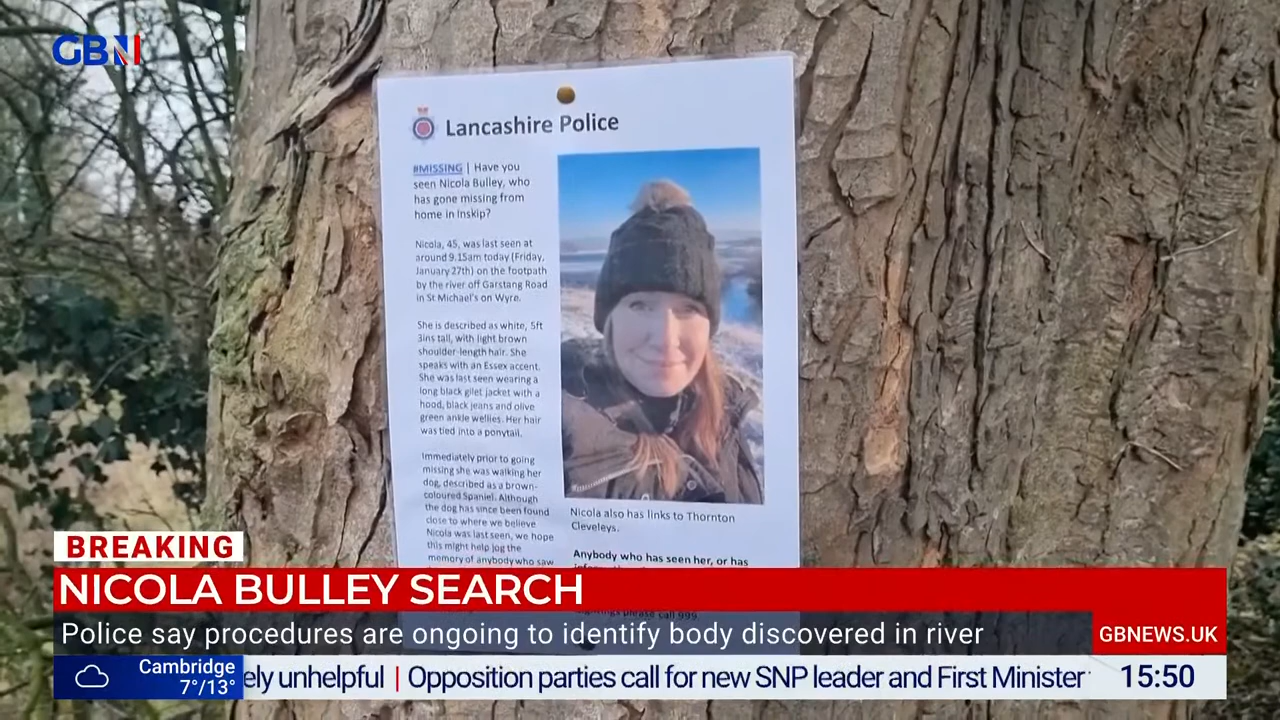 GBN
Lancashire Police
#MISSING | Have you
seen Nicola Bulley, who
has gone missing from
home in Inskip?
Nicola, 45, was last seen at
around 9.15am today (Friday,
January 27th) on the footpath
by the river off Garstang Road
in St Michael's on Wyre.
She is described as white, 5ft
3ins tall, with light brown
shoulder-length hair. She
speaks with an Essex accent.
She was last seen wearing a
long black gilet jacket with a
hood, black jeans and olive
green ankle wellies. Her hair
was tied into a ponytail.
Immediately prior to going
missing she was walking her
dog, described as a brown-
coloured Spaniel. Although
the dog has since been found
close to where we believe
Nicola was last seen, we hope
this might help jog the
memory of anybody who saw
Nicola also has links to Thornton
Cleveleys.
Anybody who has seen her, or has
please call 999
BREAKING
NICOLA BULLEY SEARCH
Police say procedures are ongoing to identify body discovered in river
GBNEWS.UK
Cambridge
7°/13°
ely unhelpful | Opposition parties call for new SNP leader and First Minister
15:50